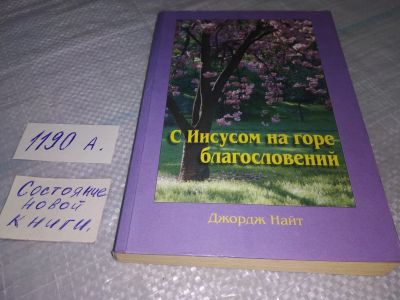 1190 А.
Состояние
новой
книги.
С Иисусом на горе
благословений
Джордж Найт